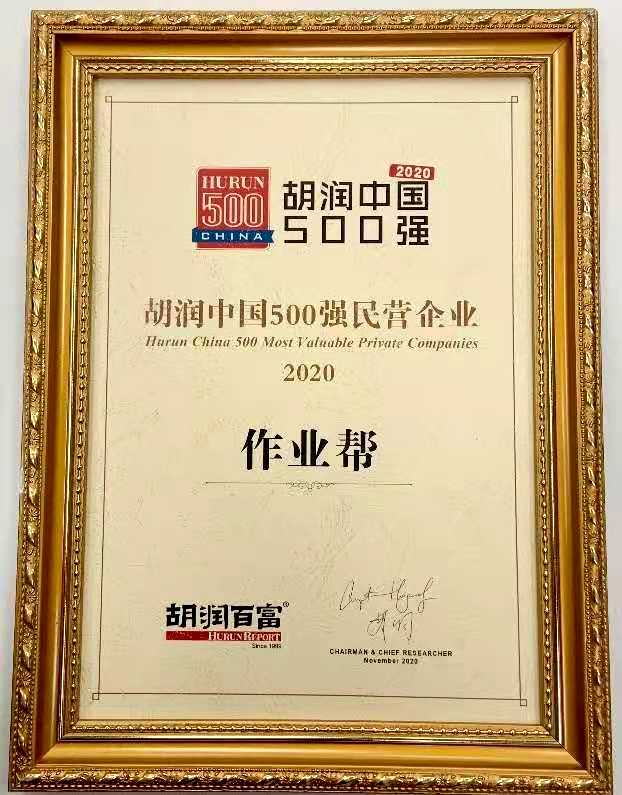 HURUN
500
CHINA
2020
胡润中国
500强
胡润中国500强民营企业
Hurun China 500 Most Valuable Private Companies
2020
作业帮
胡润百富®
HURUN REPORT
Since 1999
胡润
CHAIRMAN & CHIEF RESEARCHER
November 2020